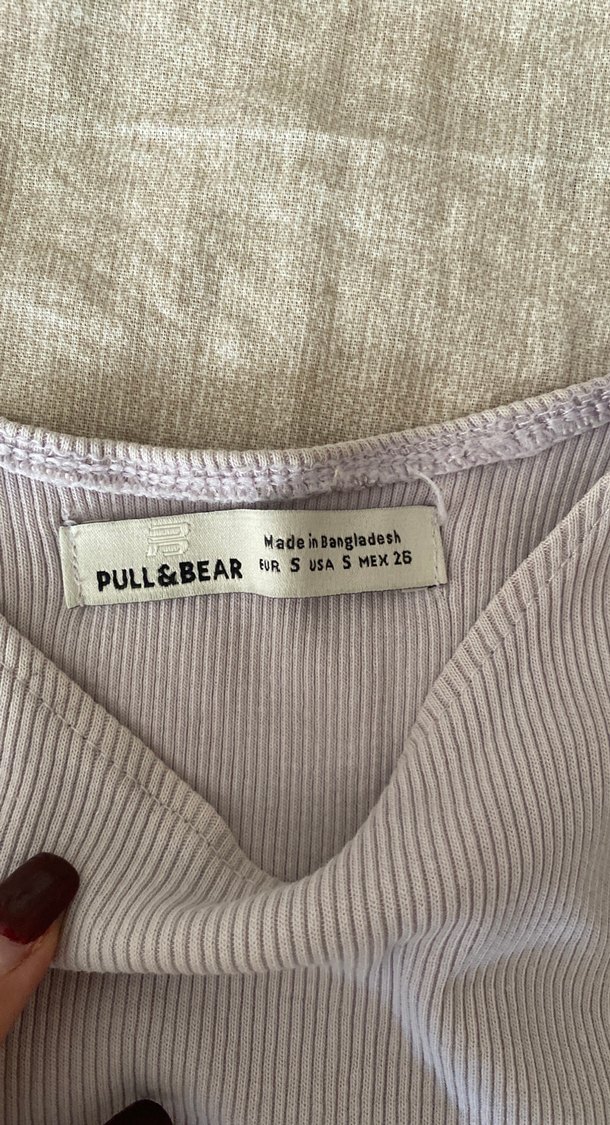 PULL&BEAR
Made in Bangladesh
EUR S USA S MEX 26